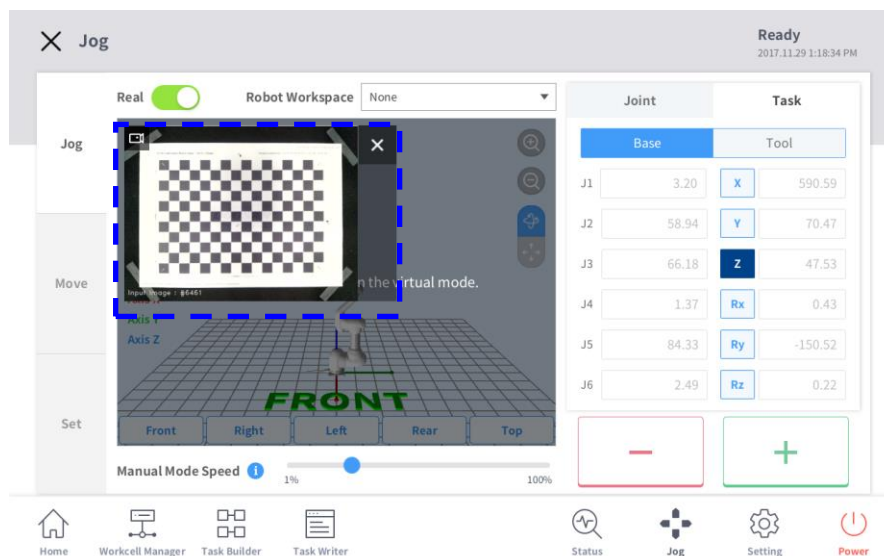 Jog
Ready
2017.11.29 1:18:34 PM
Real
Robot Workspace
None
Jog
Move
Set
Input Image : #6461
n the virtual mode.
Axis Y
Axis Z
FRONT
Front
Right
Left
Rear
Top
Manual Mode Speed
1%
100%
Joint
Task
Base
Tool
J1 3.20 X 590.59
J2 58.94 Y 70.47
J3 66.18 Z 47.53
J4 1.37 Rx 0.43
J5 84.33 Ry -150.52
J6 2.49 Rz 0.22
Home
Workcell Manager
Task Builder
Task Writer
Status
Jog
Setting
Power